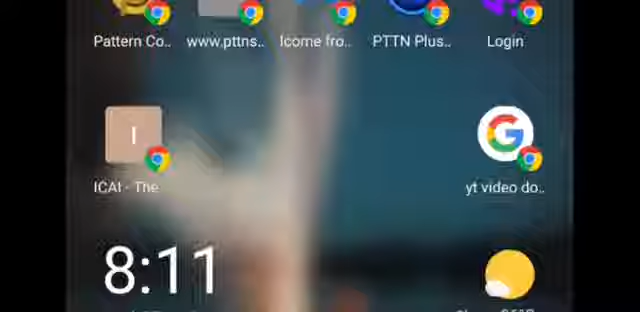 Pattern Co.. www.pttns.. Icome fro.. PTTN Plus.. Login
I
ICAI - The
yt video do..
8:11